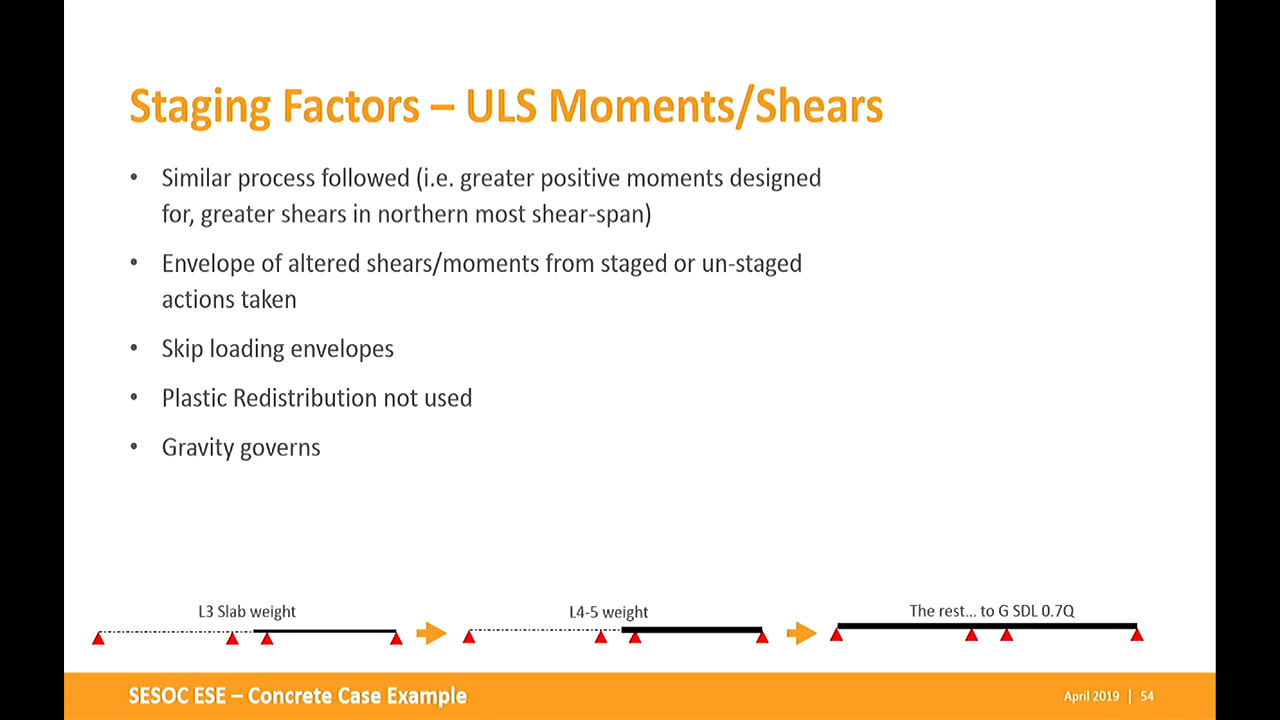 Staging Factors – ULS Moments/Shears
• Similar process followed (i.e. greater positive moments designed
for, greater shears in northern most shear-span)
• Envelope of altered shears/moments from staged or un-staged
actions taken
• Skip loading envelopes
• Plastic Redistribution not used
• Gravity governs
L3 Slab weight
L4-5 weight
The rest... to G SDL 0.7Q
SESOC ESE – Concrete Case Example
April 2019 | 54